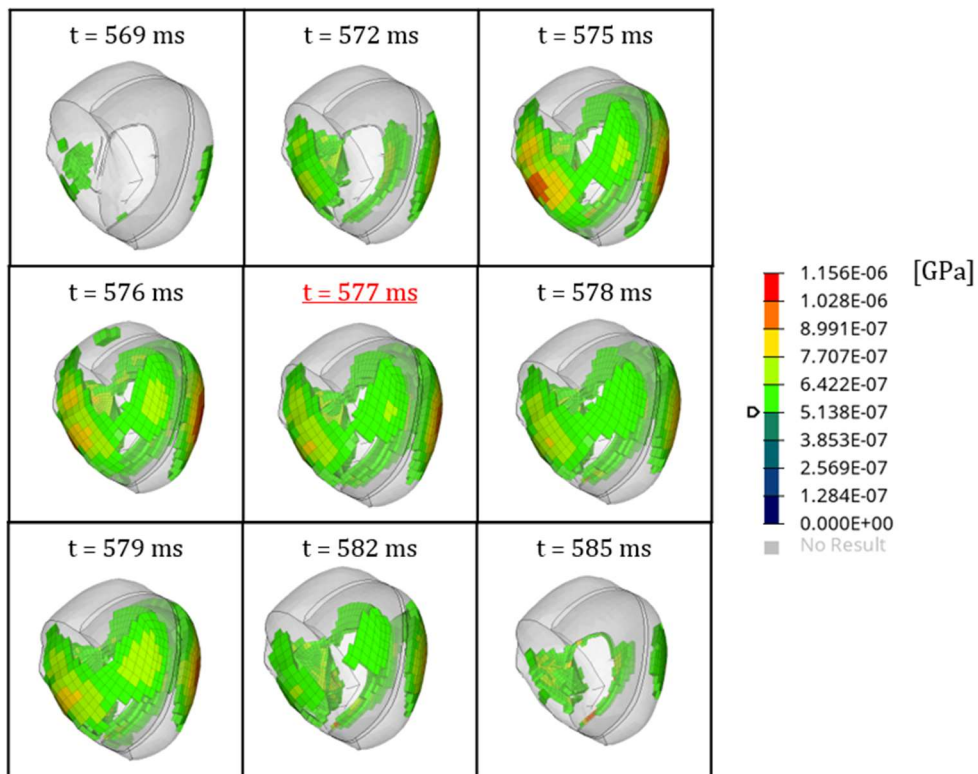 t = 569 ms
t = 572 ms
t = 575 ms
t = 576 ms
t = 577 ms
t = 578 ms
t = 579 ms
t = 582 ms
t = 585 ms
[GPa]
1.156E-06
1.028E-06
8.991E-07
7.707E-07
6.422E-07
5.138E-07
3.853E-07
2.569E-07
1.284E-07
0.000E+00
No Result